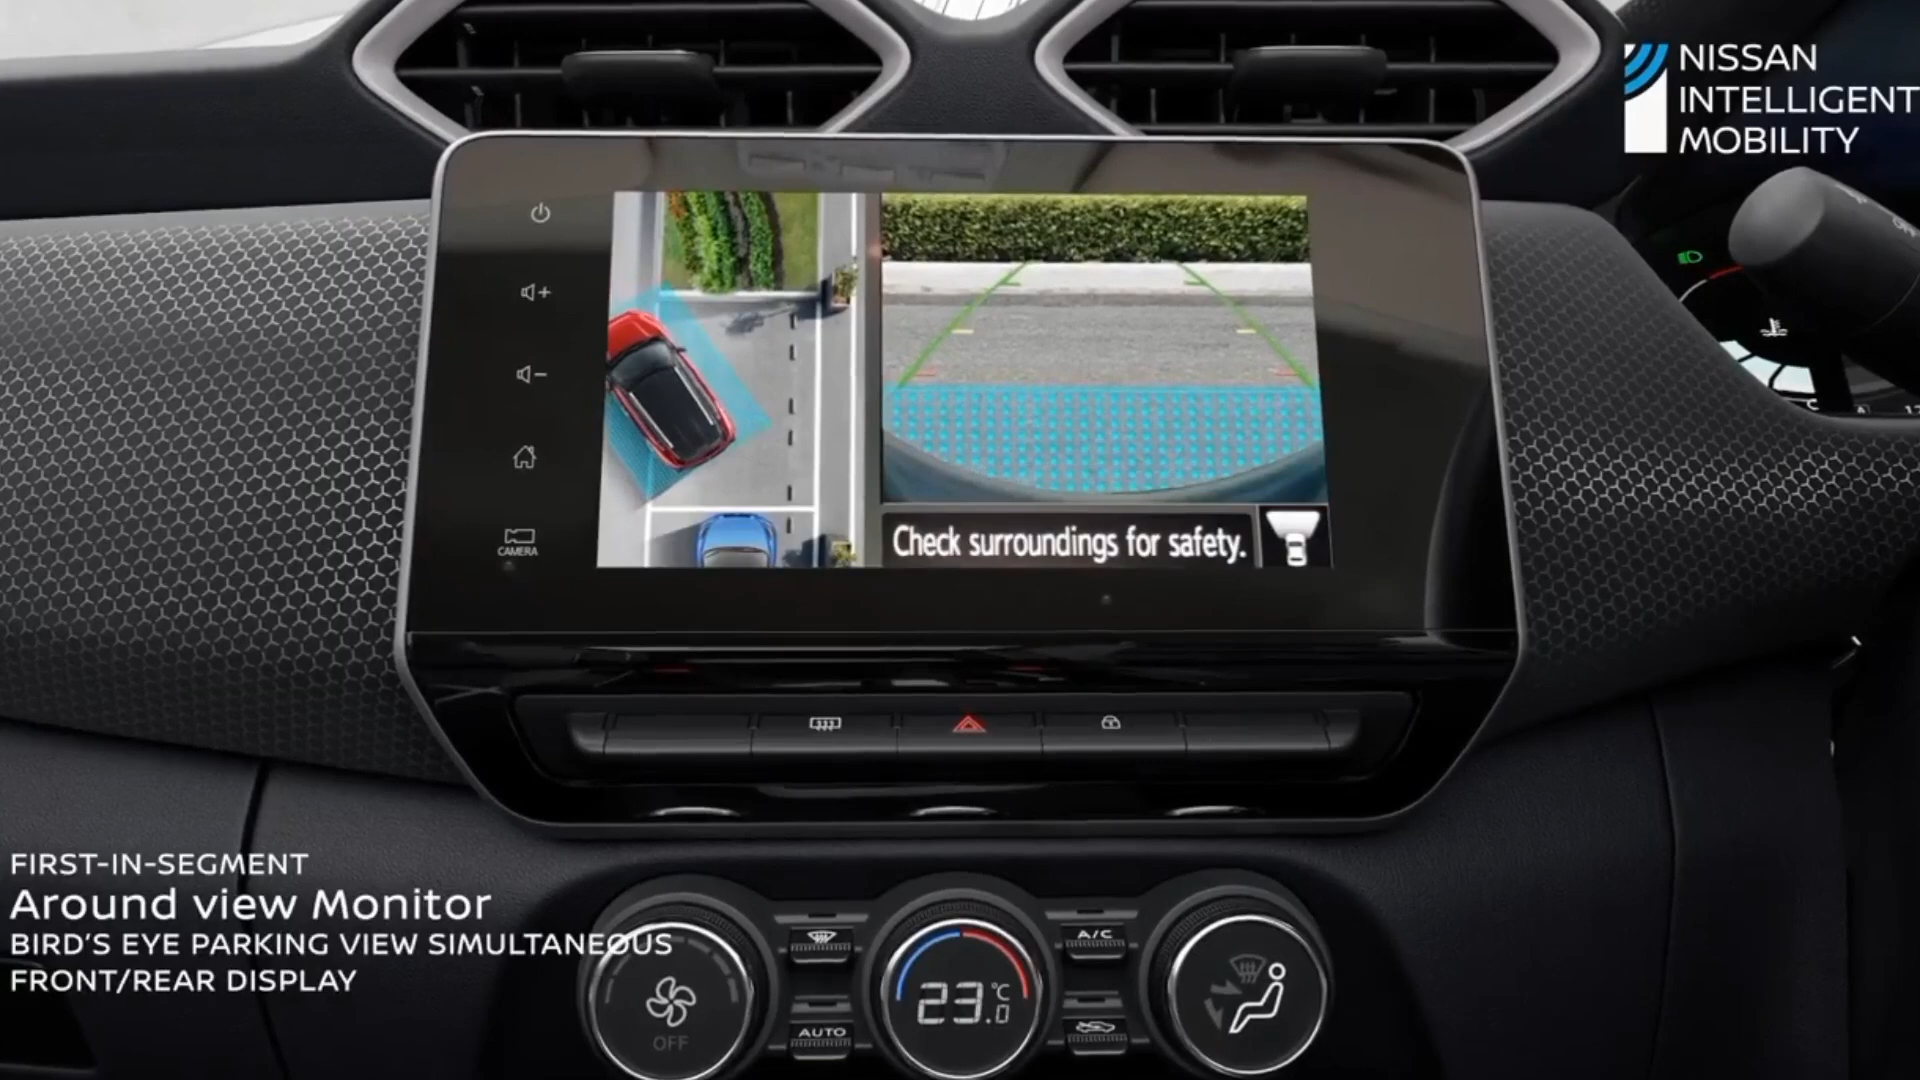 NISSAN
INTELLIGENT
MOBILITY
CAMERA
Check surroundings for safety.
FIRST-IN-SEGMENT
Around view Monitor
BIRD'S EYE PARKING VIEW SIMULTANEOUS
FRONT/REAR DISPLAY
A/C
23.0 °C
AUTO
OFF